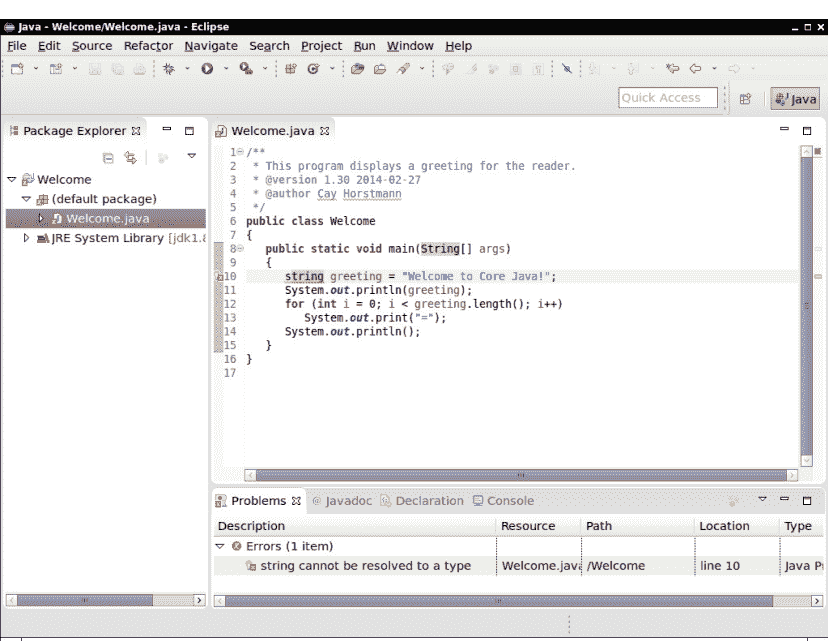 Java - Welcome/Welcome.java - Eclipse
File Edit Source Refactor Navigate Search Project Run Window Help
Quick Access
Java
Package Explorer
Welcome.java
Welcome
(default package)
Welcome.java
JRE System Library [jdk1.8
1 /**
2 * This program displays a greeting for the reader.
3 * @version 1.30 2014-02-27
4 * @author Cay Horstmann
5 */
6 public class Welcome
7 {
8 public static void main(String[] args)
9 {
10 string greeting = "Welcome to Core Java!";
11 System.out.println(greeting);
12 for (int i = 0; i < greeting.length(); i++)
13 System.out.print("=");
14 System.out.println();
15 }
16 }
17
Problems Javadoc Declaration Console
Description Resource Path Location Type
Errors (1 item)
string cannot be resolved to a type Welcome.java /Welcome line 10 Java P